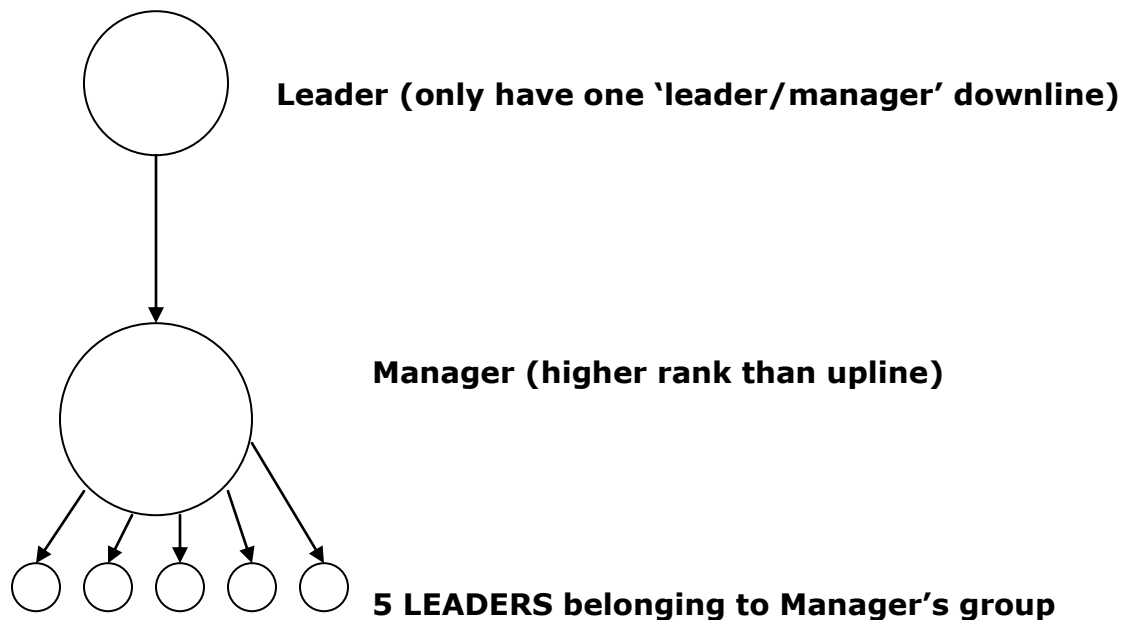 Leader (only have one ‘leader/manager’ downline)
Manager (higher rank than upline)
5 LEADERS belonging to Manager’s group